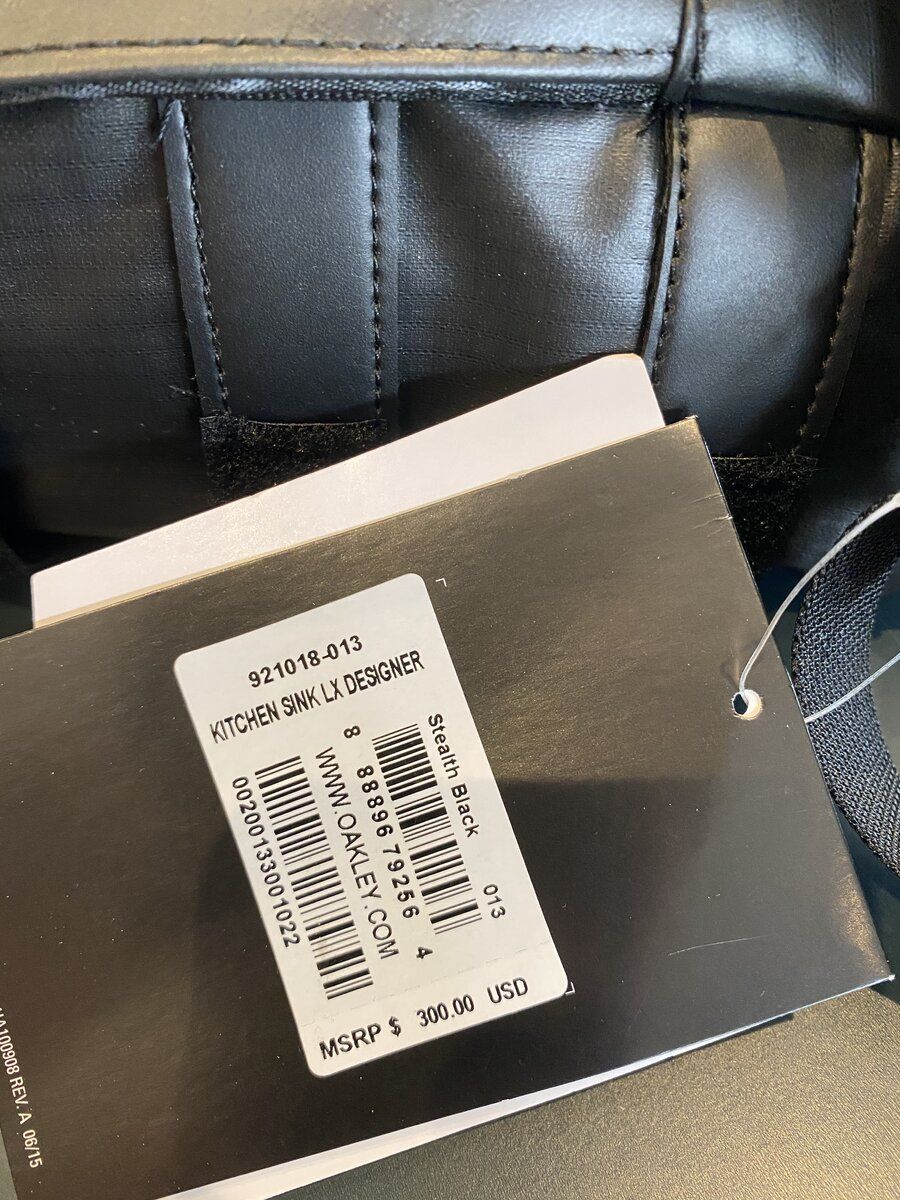 921018-013
KITCHEN SINK LX DESIGNER
Stealth Black 013
8 88896 79256 4
WWW.OAKLEY.COM
00200133001022
MSRP $ 300.00 USD
A100908 REV. A 06/15